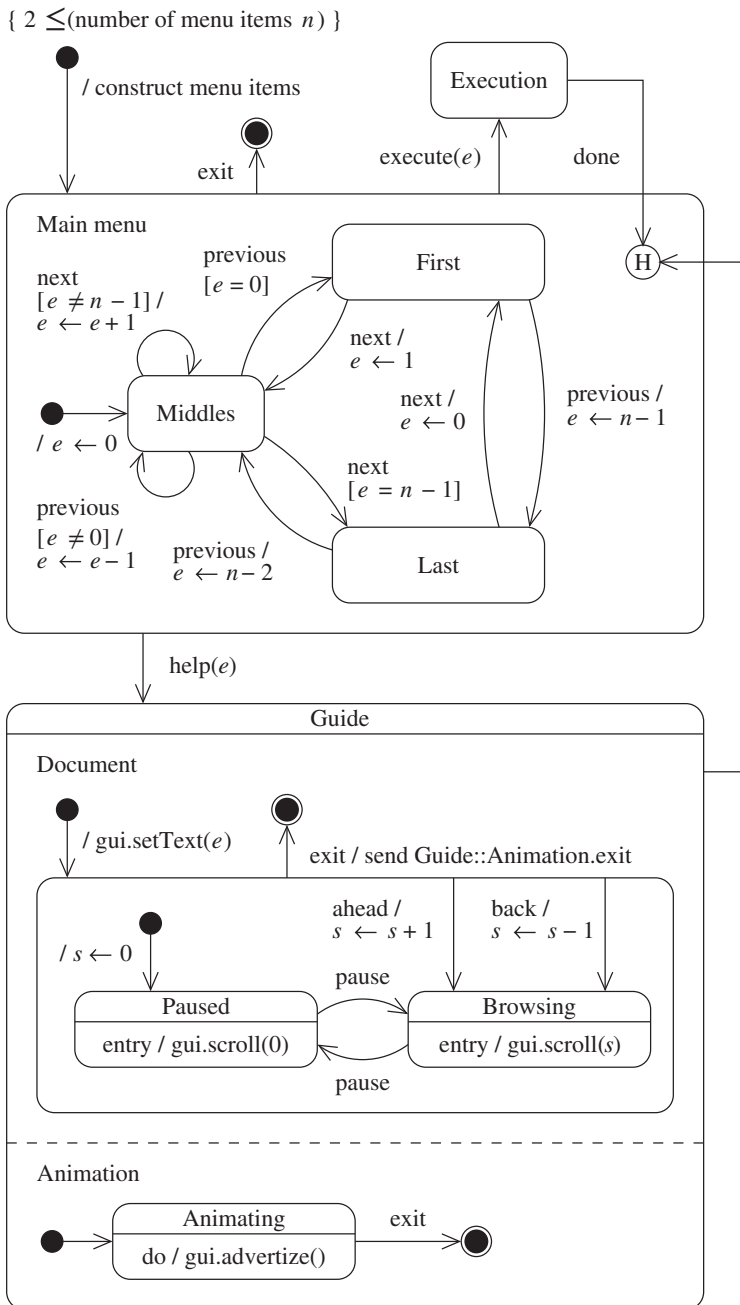 { 2 ≤(number of menu items n) }
/ construct menu items
Execution
exit
execute(e)
done
Main menu
H
First
previous
[e = 0]
next
[e ≠ n − 1] /
e ← e + 1
next /
e ← 1
Middles
/ e ← 0
next /
e ← 0
previous /
e ← n − 1
next
[e = n − 1]
previous
[e ≠ 0] /
e ← e − 1
previous /
e ← n − 2
Last
help(e)
Guide
Document
/ gui.setText(e)
exit / send Guide::Animation.exit
ahead /
s ← s + 1
back /
s ← s − 1
/ s ← 0
pause
Paused
entry / gui.scroll(0)
Browsing
entry / gui.scroll(s)
pause
Animation
Animating
do / gui.advertize()
exit